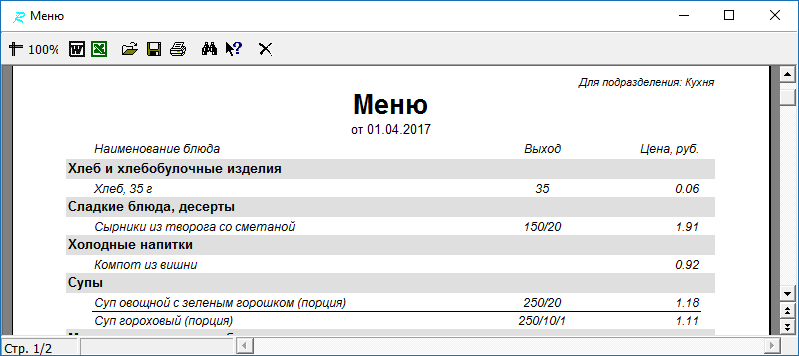 Меню
100%
Для подразделения: Кухня
Меню
от 01.04.2017
Наименование блюда Выход Цена, руб.
Хлеб и хлебобулочные изделия
Хлеб, 35 г 35 0.06
Сладкие блюда, десерты
Сырники из творога со сметаной 150/20 1.91
Холодные напитки
Компот из вишни 0.92
Супы
Суп овощной с зеленым горошком (порция) 250/20 1.18
Суп гороховый (порция) 250/10/1 1.11
Стр. 1/2